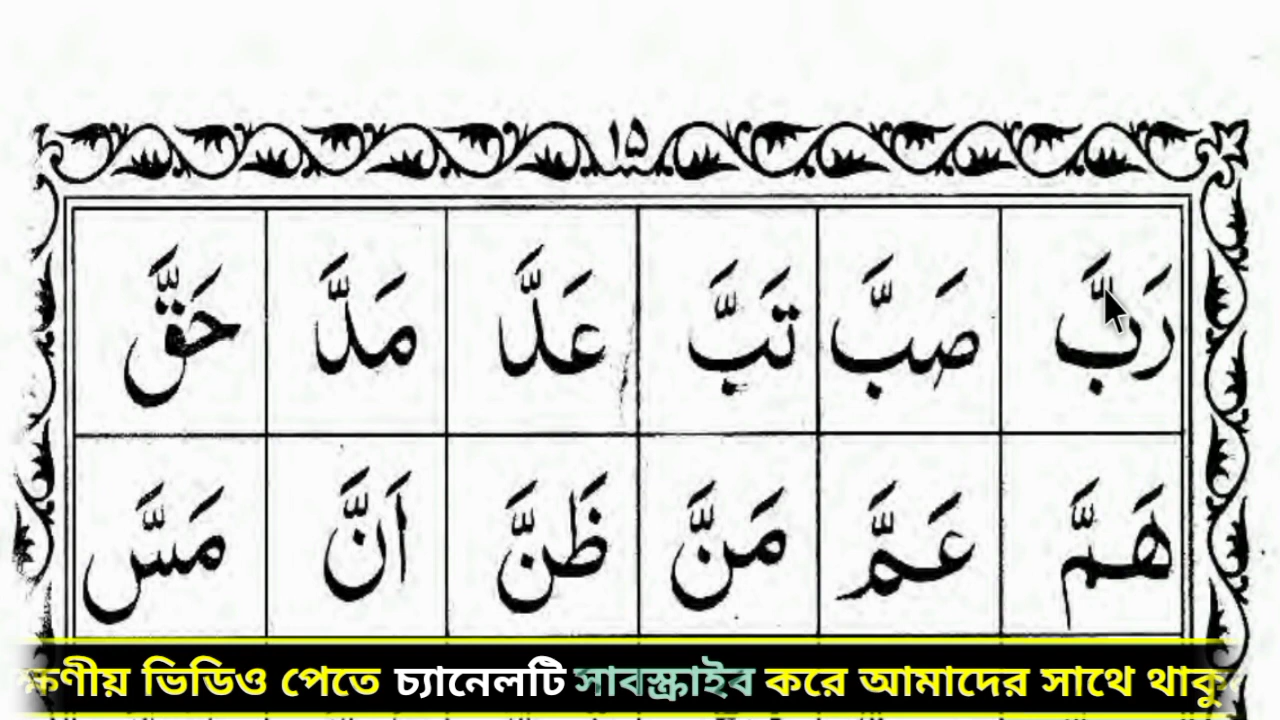 ١٥
رَبَّ صَبَّ تَبَّ عَدَّ مَدَّ حَقَّ
هَمَّ عَمَّ مَنَّ ظَنَّ اَنَّ مَسَّ
ভিডিও পেতে চ্যানেলটি সাবস্ক্রাইব করে আমাদের সাথে